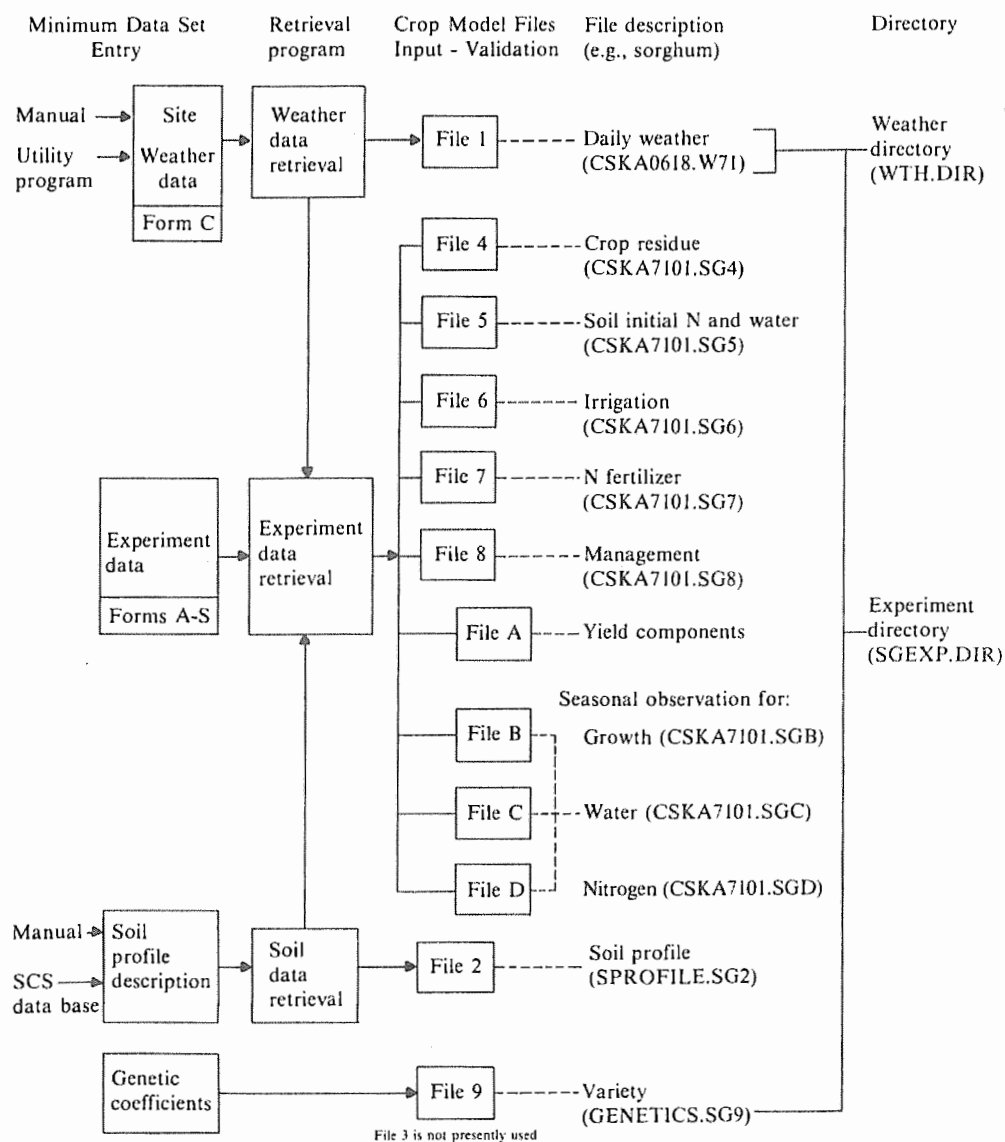 Minimum Data Set
Entry
Retrieval
program
Crop Model Files
Input - Validation
File description
(e.g., sorghum)
Directory
Manual
Utility
program
Site
Weather
data
Form C
Weather
data
retrieval
File 1
Daily weather
(CSKA0618.W71)
Weather
directory
(WTH.DIR)
File 4
Crop residue
(CSKA7101.SG4)
File 5
Soil initial N and water
(CSKA7101.SG5)
File 6
Irrigation
(CSKA7101.SG6)
File 7
N fertilizer
(CSKA7101.SG7)
Experiment
data
Forms A-S
Experiment
data
retrieval
File 8
Management
(CSKA7101.SG8)
File A
Yield components
Experiment
directory
(SGEXP.DIR)
Seasonal observation for:
File B
Growth (CSKA7101.SGB)
File C
Water (CSKA7101.SGC)
File D
Nitrogen (CSKA7101.SGD)
Manual
SCS
data base
Soil
profile
description
Soil
data
retrieval
File 2
Soil profile
(SPROFILE.SG2)
Genetic
coefficients
File 9
Variety
(GENETICS.SG9)
File 3 is not presently used